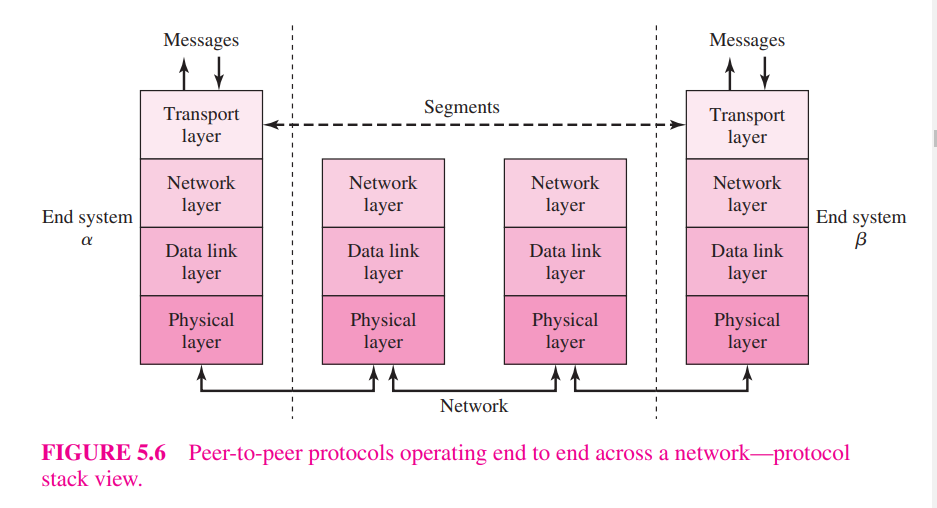 Messages
Messages
Segments
Transport
layer
Transport
layer
Network
layer
Network
layer
Network
layer
Network
layer
End system
α
End system
β
Data link
layer
Data link
layer
Data link
layer
Data link
layer
Physical
layer
Physical
layer
Physical
layer
Physical
layer
Network
FIGURE 5.6 Peer-to-peer protocols operating end to end across a network—protocol
stack view.